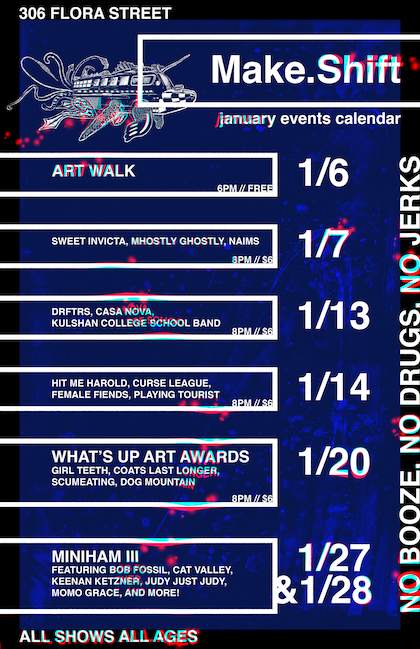 306 FLORA STREET
Make.Shift
january events calendar
ART WALK
6PM // FREE
1/6
SWEET INVICTA, MHOSTLY GHOSTLY, NAIMS
8PM // $6
1/7
DRFTRS, CASA NOVA,
KULSHAN COLLEGE SCHOOL BAND
8PM // $6
1/13
HIT ME HAROLD, CURSE LEAGUE,
FEMALE FIENDS, PLAYING TOURIST
8PM // $6
1/14
WHAT'S UP ART AWARDS
GIRL TEETH, COATS LAST LONGER,
SCUMEATING, DOG MOUNTAIN
8PM // $6
1/20
MINIHAM III
FEATURING BOB FOSSIL, CAT VALLEY,
KEENAN KETZNER, JUDY JUST JUDY,
MOMO GRACE, AND MORE!
1/27
&1/28
NO BOOZE. NO DRUGS. NO JERKS
ALL SHOWS ALL AGES